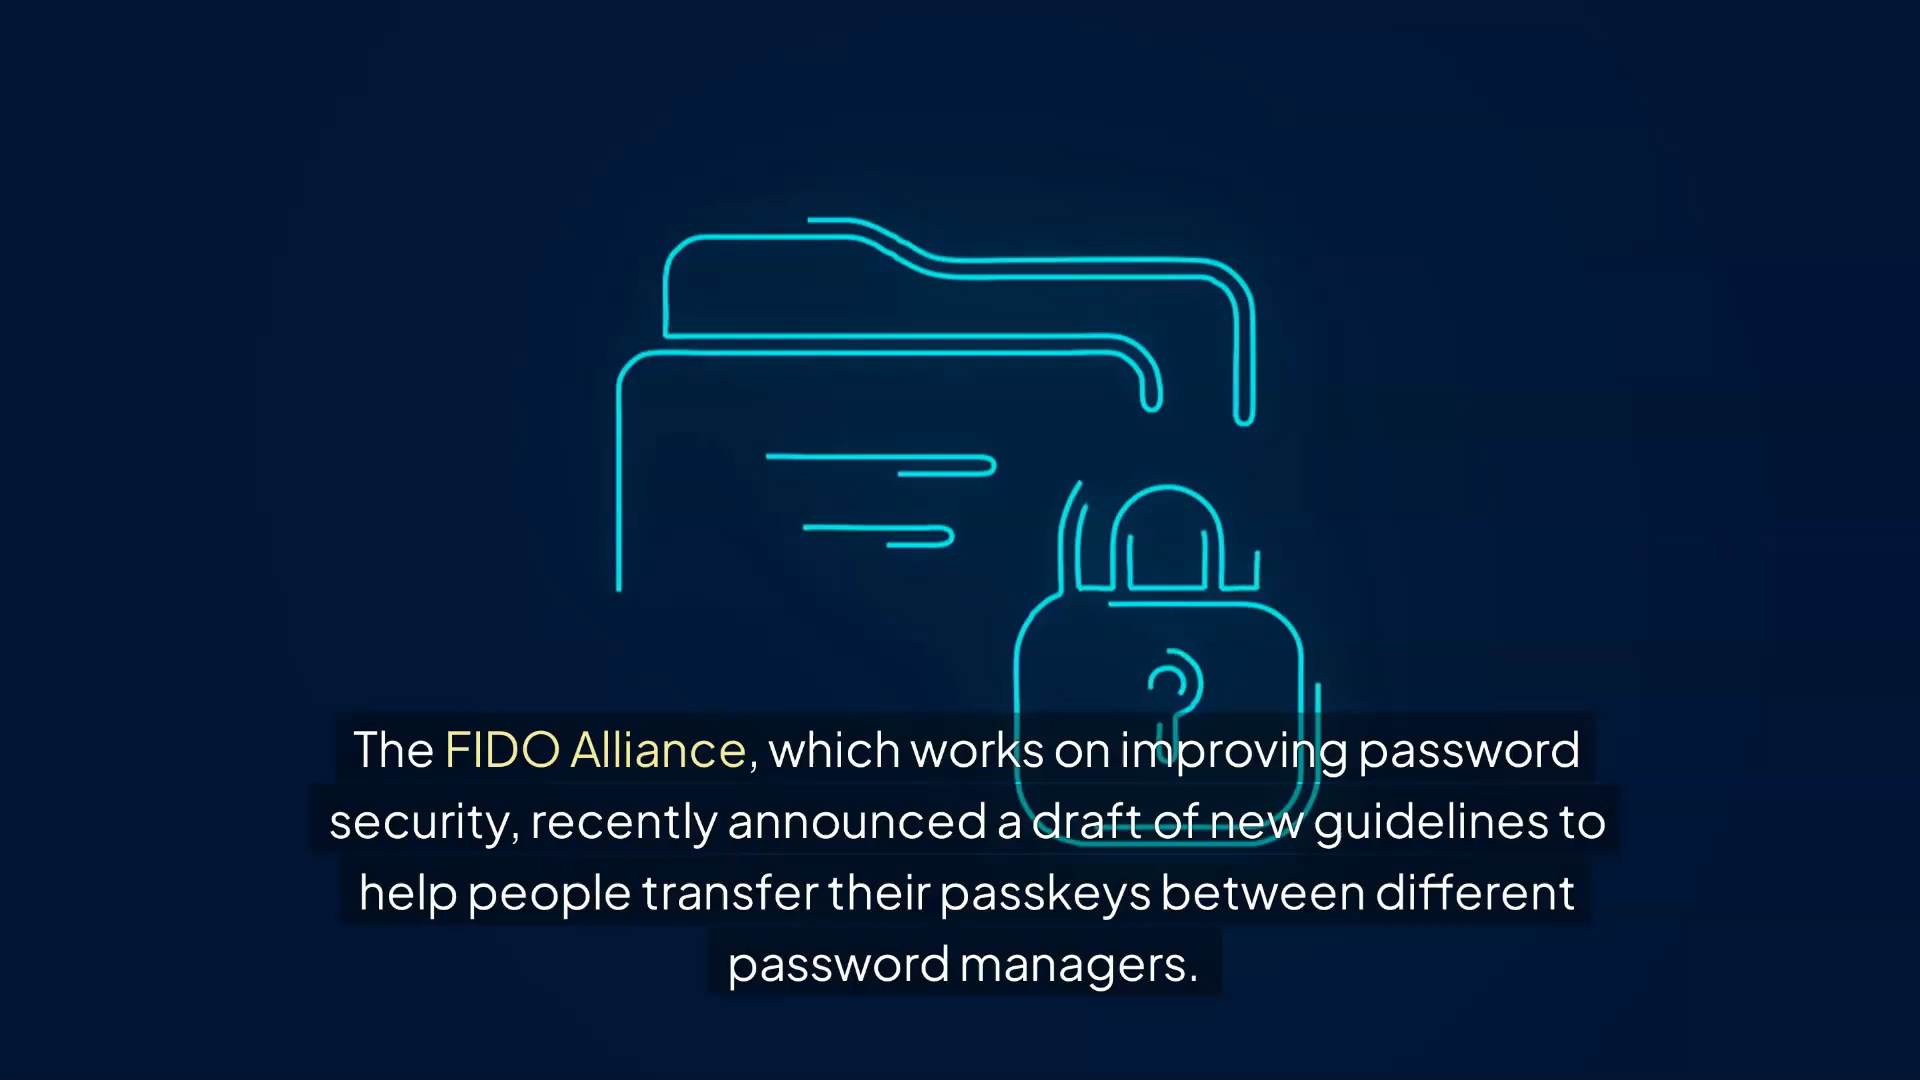 The FIDO Alliance, which works on improving password
security, recently announced a draft of new guidelines to
help people transfer their passkeys between different
password managers.